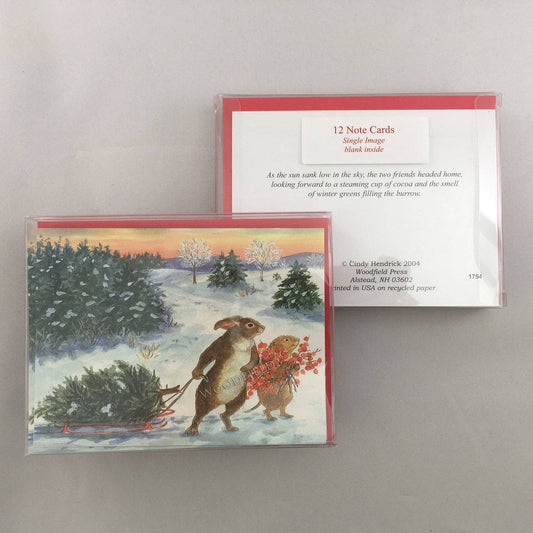 12 Note Cards
Single Image
blank inside
As the sun sank low in the sky, the two friends headed home,
looking forward to a steaming cup of cocoa and the smell
of winter greens filling the burrow.
© Cindy Hendrick 2004
Woodfield Press
Alstead, NH 03602
rinted in USA on recycled paper
1754